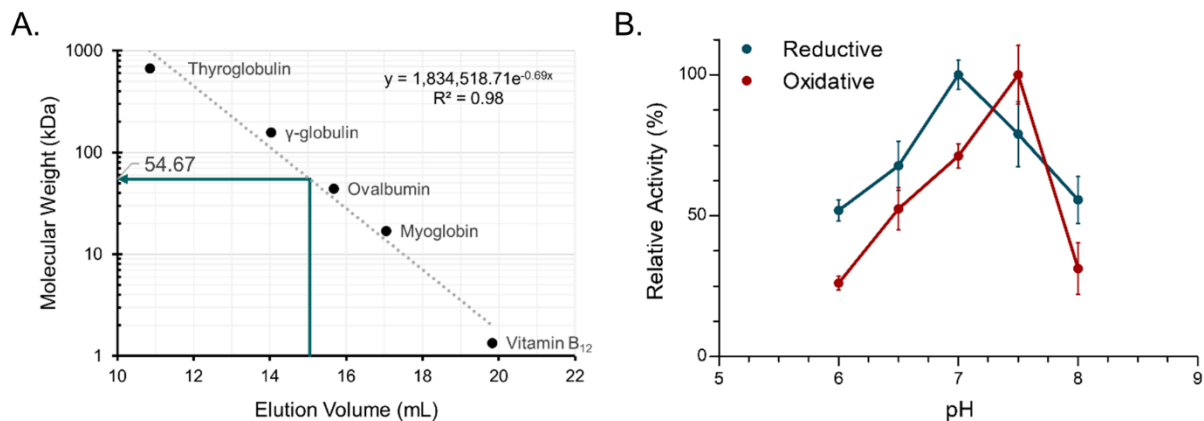 A.
Molecular Weight (kDa)
1000
100
10
1
Thyroglobulin
y = 1,834,518.71e^-0.69x
R² = 0.98
γ-globulin
54.67
Ovalbumin
Myoglobin
Vitamin B₁₂
10 12 14 16 18 20 22
Elution Volume (mL)
B.
Reductive
Oxidative
Relative Activity (%)
100
50
0
5 6 7 8 9
pH